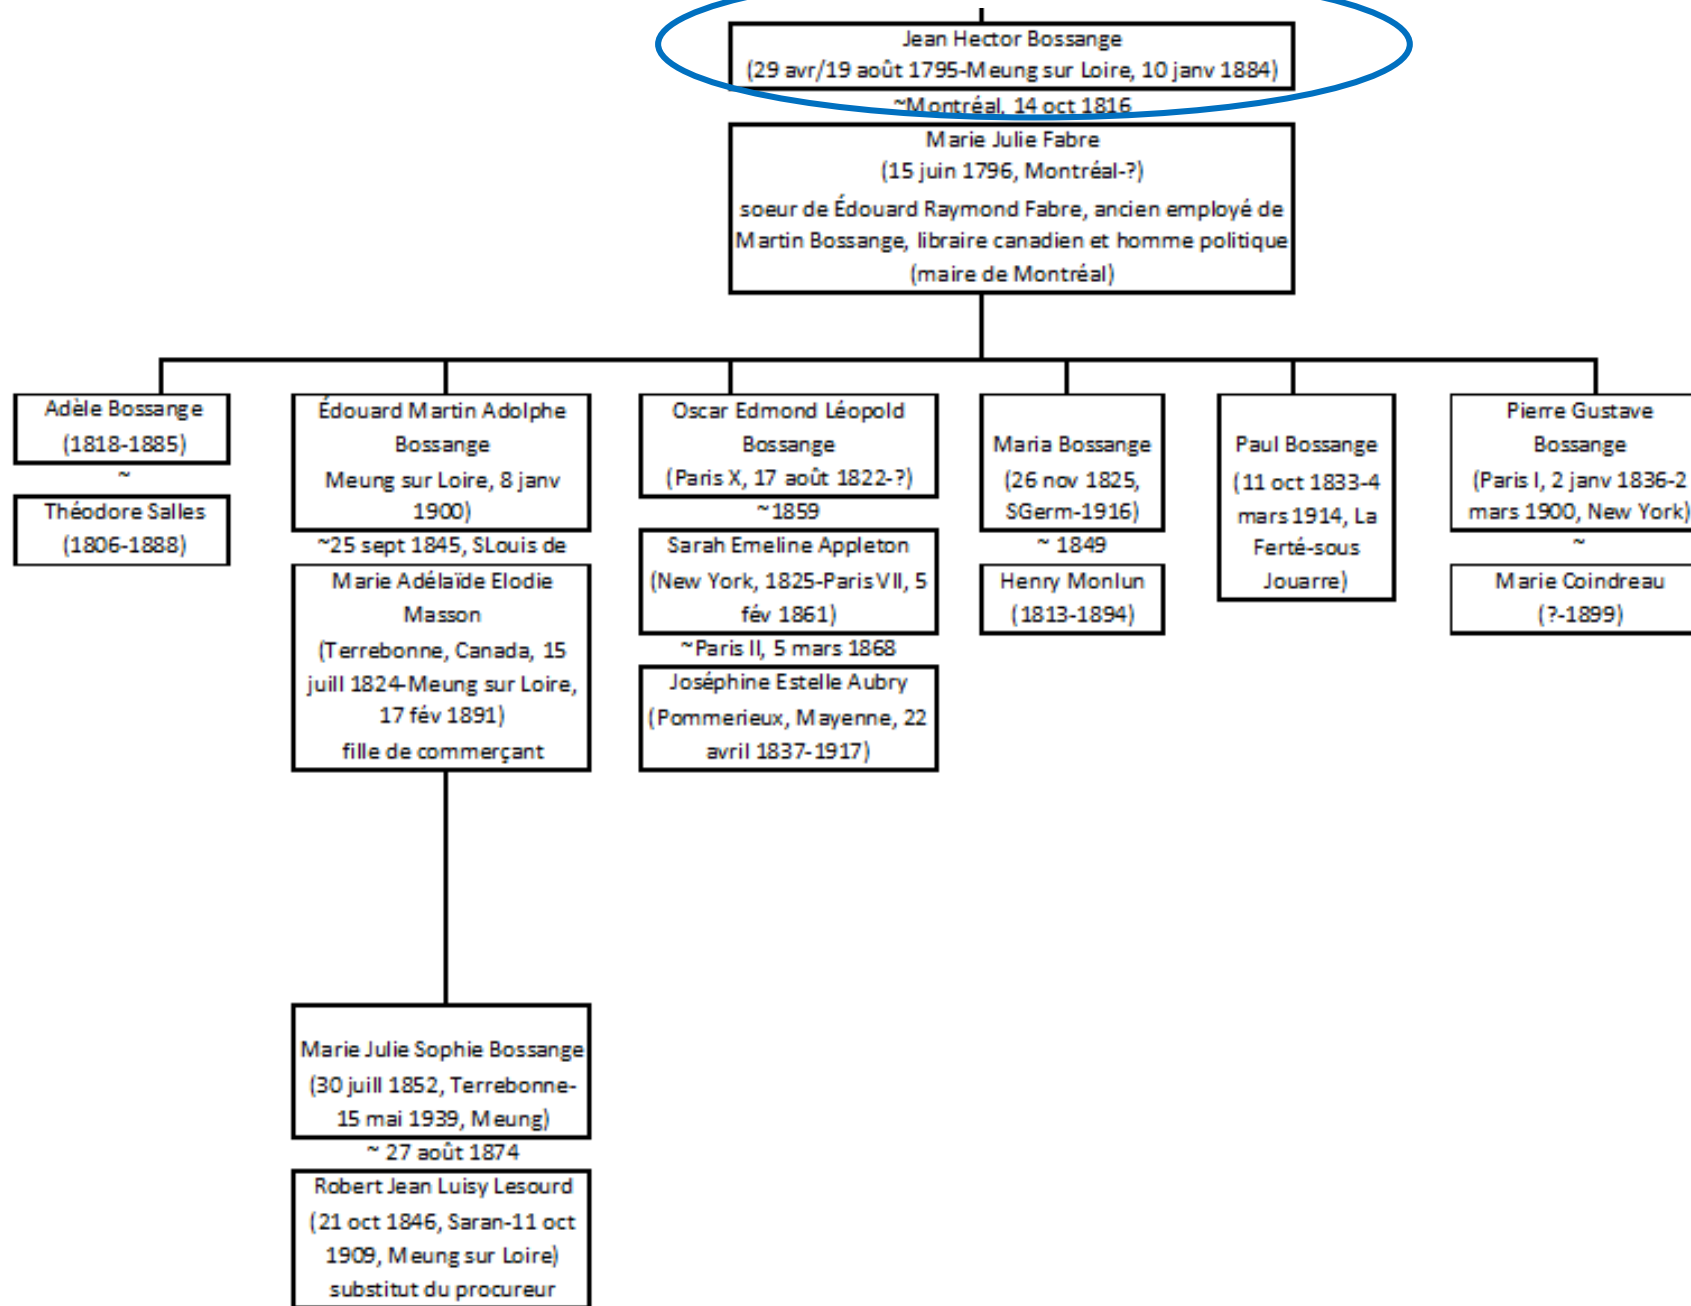 Jean Hector Bossange
(29 avr/19 août 1795-Meung sur Loire, 10 janv 1884)
~Montréal, 14 oct 1816
Marie Julie Fabre
(15 juin 1796, Montréal-?)
soeur de Édouard Raymond Fabre, ancien employé de
Martin Bossange, libraire canadien et homme politique
(maire de Montréal)
Adèle Bossange
(1818-1885)
~
Théodore Salles
(1806-1888)
Édouard Martin Adolphe
Bossange
Meung sur Loire, 8 janv
1900)
~25 sept 1845, SLouis de
Marie Adélaïde Elodie
Masson
(Terrebonne, Canada, 15
juill 1824-Meung sur Loire,
17 fév 1891)
fille de commerçant
Oscar Edmond Léopold
Bossange
(Paris X, 17 août 1822-?)
~1859
Sarah Emeline Appleton
(New York, 1825-Paris VII, 5
fév 1861)
~Paris II, 5 mars 1868
Joséphine Estelle Aubry
(Pommerieux, Mayenne, 22
avril 1837-1917)
Maria Bossange
(26 nov 1825,
SGerm-1916)
~ 1849
Henry Monlun
(1813-1894)
Paul Bossange
(11 oct 1833-4
mars 1914, La
Ferté-sous
Jouarre)
Pierre Gustave
Bossange
(Paris I, 2 janv 1836-2
mars 1900, New York)
~
Marie Coindreau
(?-1899)
Marie Julie Sophie Bossange
(30 juill 1852, Terrebonne-
15 mai 1939, Meung)
~ 27 août 1874
Robert Jean Luisy Lesourd
(21 oct 1846, Saran-11 oct
1909, Meung sur Loire)
substitut du procureur